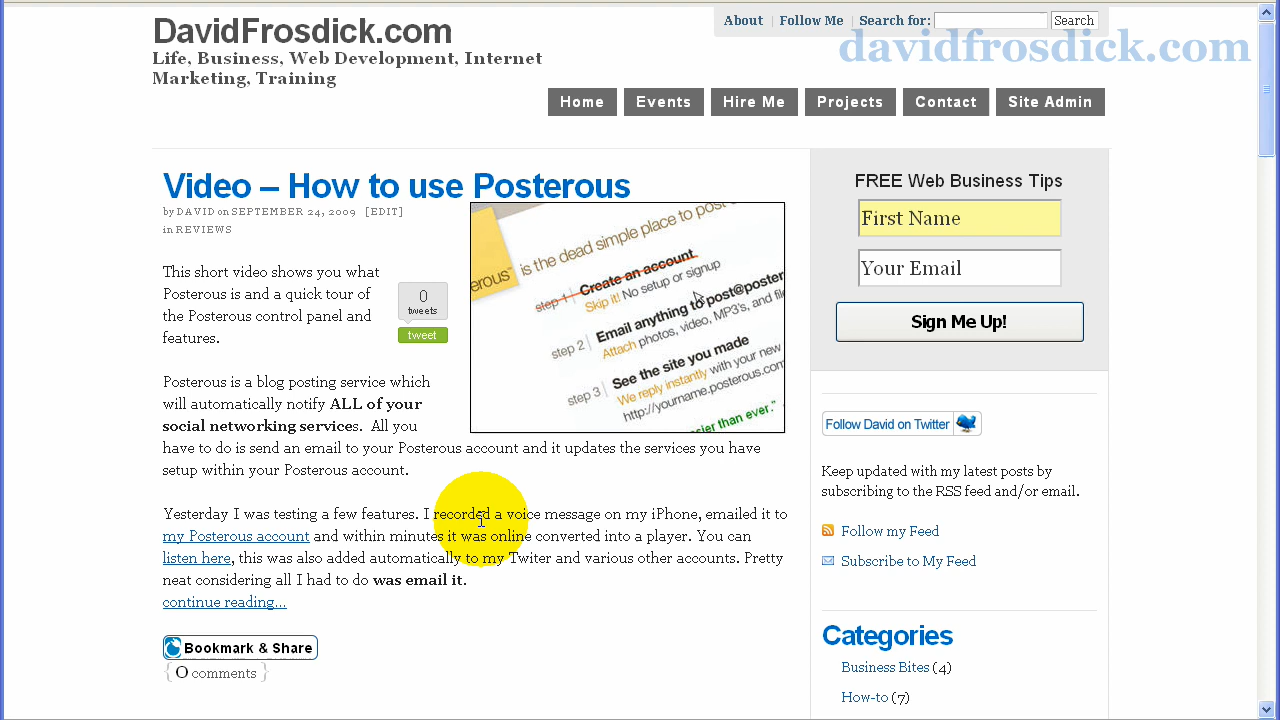 DavidFrosdick.com
Life, Business, Web Development, Internet
Marketing, Training
About | Follow Me | Search for: Search
davidfrosdick.com
Home Events Hire Me Projects Contact Site Admin
Video – How to use Posterous
by DAVID on SEPTEMBER 24, 2009 [EDIT]
in REVIEWS
This short video shows you what
Posterous is and a quick tour of
the Posterous control panel and
features.
0
tweets
tweet
erous™ is the dead simple place to post
step 1 Create an account
Skip it! No setup or signup
step 2 Email anything to post@poster
Attach photos, video, MP3's, and file
step 3 See the site you made
We reply instantly with your new
http://yourname.posterous.com
sier than ever."
Posterous is a blog posting service which
will automatically notify ALL of your
social networking services. All you
have to do is send an email to your Posterous account and it updates the services you have
setup within your Posterous account.
Yesterday I was testing a few features. I recorded a voice message on my iPhone, emailed it to
my Posterous account and within minutes it was online converted into a player. You can
listen here, this was also added automatically to my Twiter and various other accounts. Pretty
neat considering all I had to do was email it.
continue reading...
Bookmark & Share
{ 0 comments }
FREE Web Business Tips
First Name
Your Email
Sign Me Up!
Follow David on Twitter
Keep updated with my latest posts by
subscribing to the RSS feed and/or email.
Follow my Feed
Subscribe to My Feed
Categories
Business Bites (4)
How-to (7)